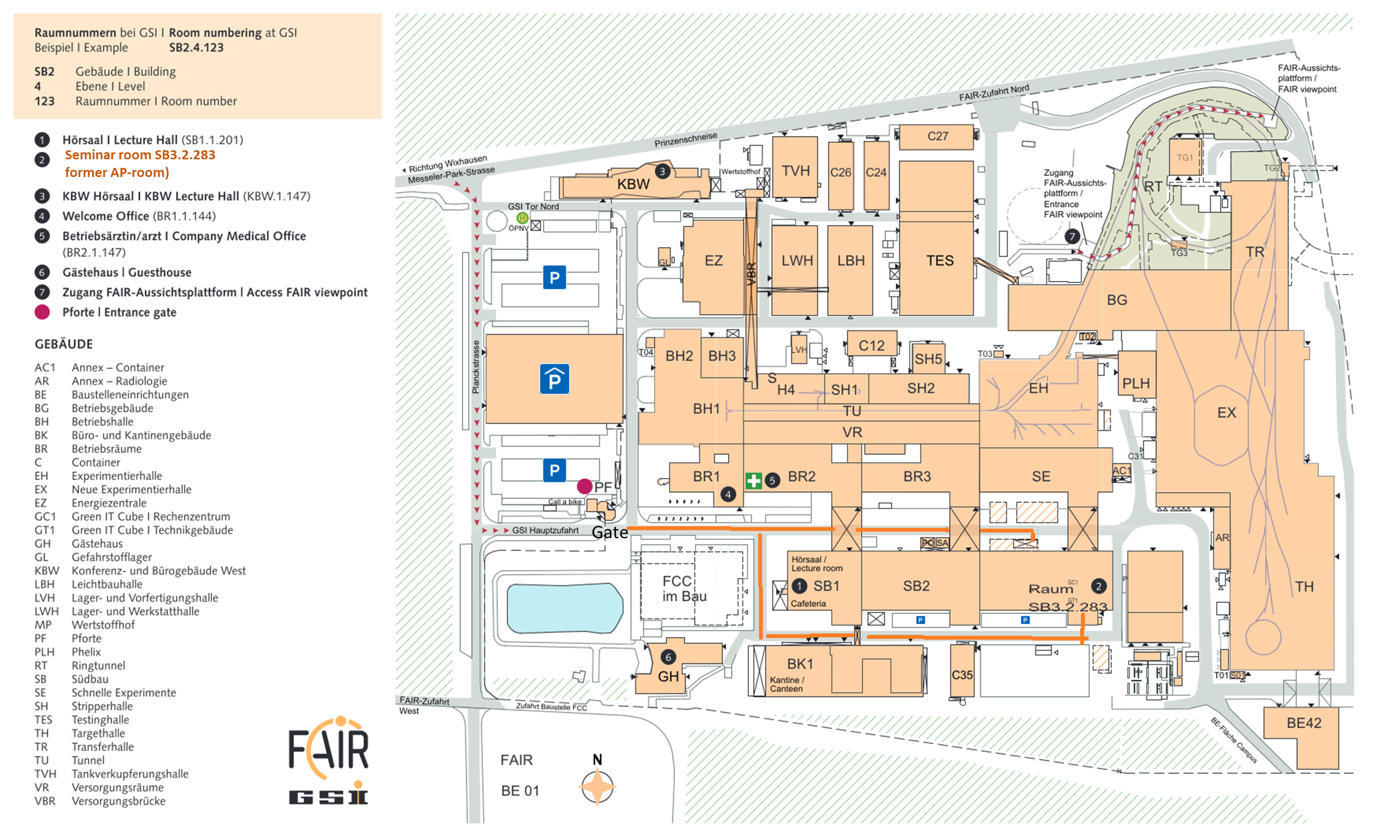 Raumnummern bei GSI I Room numbering at GSI
Beispiel I Example SB2.4.123
SB2 Gebäude I Building
4 Ebene I Level
123 Raumnummer I Room number
1 Hörsaal I Lecture Hall (SB1.1.201)
2 Seminar room SB3.2.283
former AP-room)
3 KBW Hörsaal I KBW Lecture Hall (KBW.1.147)
4 Welcome Office (BR1.1.144)
5 Betriebsärztin/arzt I Company Medical Office
(BR2.1.147)
6 Gästehaus I Guesthouse
7 Zugang FAIR-Aussichtsplattform I Access FAIR viewpoint
Pforte I Entrance gate
GEBÄUDE
AC1 Annex – Container
AR Annex – Radiologie
BE Baustelleneinrichtungen
BG Betriebsgebäude
BH Betriebshalle
BK Büro- und Kantinengebäude
BR Betriebsräume
C Container
EH Experimentierhalle
EX Neue Experimentierhalle
EZ Energiezentrale
GC1 Green IT Cube I Rechenzentrum
GT1 Green IT Cube I Technikgebäude
GH Gästehaus
GL Gefahrstofflager
KBW Konferenz- und Bürogebäude West
LBH Leichtbauhalle
LVH Lager- und Vorfertigungshalle
LWH Lager- und Werkstatthalle
MP Wertstoffhof
PF Pforte
PLH Phelix
RT Ringtunnel
SB Südbau
SE Schnelle Experimente
SH Stripperhalle
TES Testinghalle
TH Targethalle
TR Transferhalle
TU Tunnel
TVH Tankverkupferungshalle
VR Versorgungsräume
VBR Versorgungsbrücke
FAIR
GSI
FAIR-Aussichts-
plattform /
FAIR viewpoint
FAIR-Zufahrt Nord
Prinzenschneise
Richtung Wixhausen
Messeler-Park-Strasse
KBW
3
Wertstoffhof
TVH
C26
C24
C27
TG1
TG2
RT
Zugang
FAIR-Aussichts-
plattform /
Entrance
FAIR viewpoint
7
GSI Tor Nord
H
ÖPNV
GL
EZ
VBR
LWH
LBH
TES
TG3
TR
P
BG
T04
BH2
BH3
LVH
C12
SH5
T03
T02
Planckstrasse
P
S
H4
SH1
SH2
EH
PLH
EX
BH1
TU
VR
C31
P
PF
BR1
4
5
BR2
BR3
SE
AC1
Call a bike
GSI Hauptzufahrt
Gate
PO
SA
AR
FCC
im Bau
Hörsaal /
Lecture room
1
SB1
Cafeteria
SB2
Raum
SB3.2.283
GC1
GT1
2
TH
P
P
6
GH
BK1
Kantine /
Canteen
C35
T01
S01
FAIR-Zufahrt
West
Zufahrt Baustelle FCC
BE-Fläche Campus
BE42
FAIR
BE 01
N